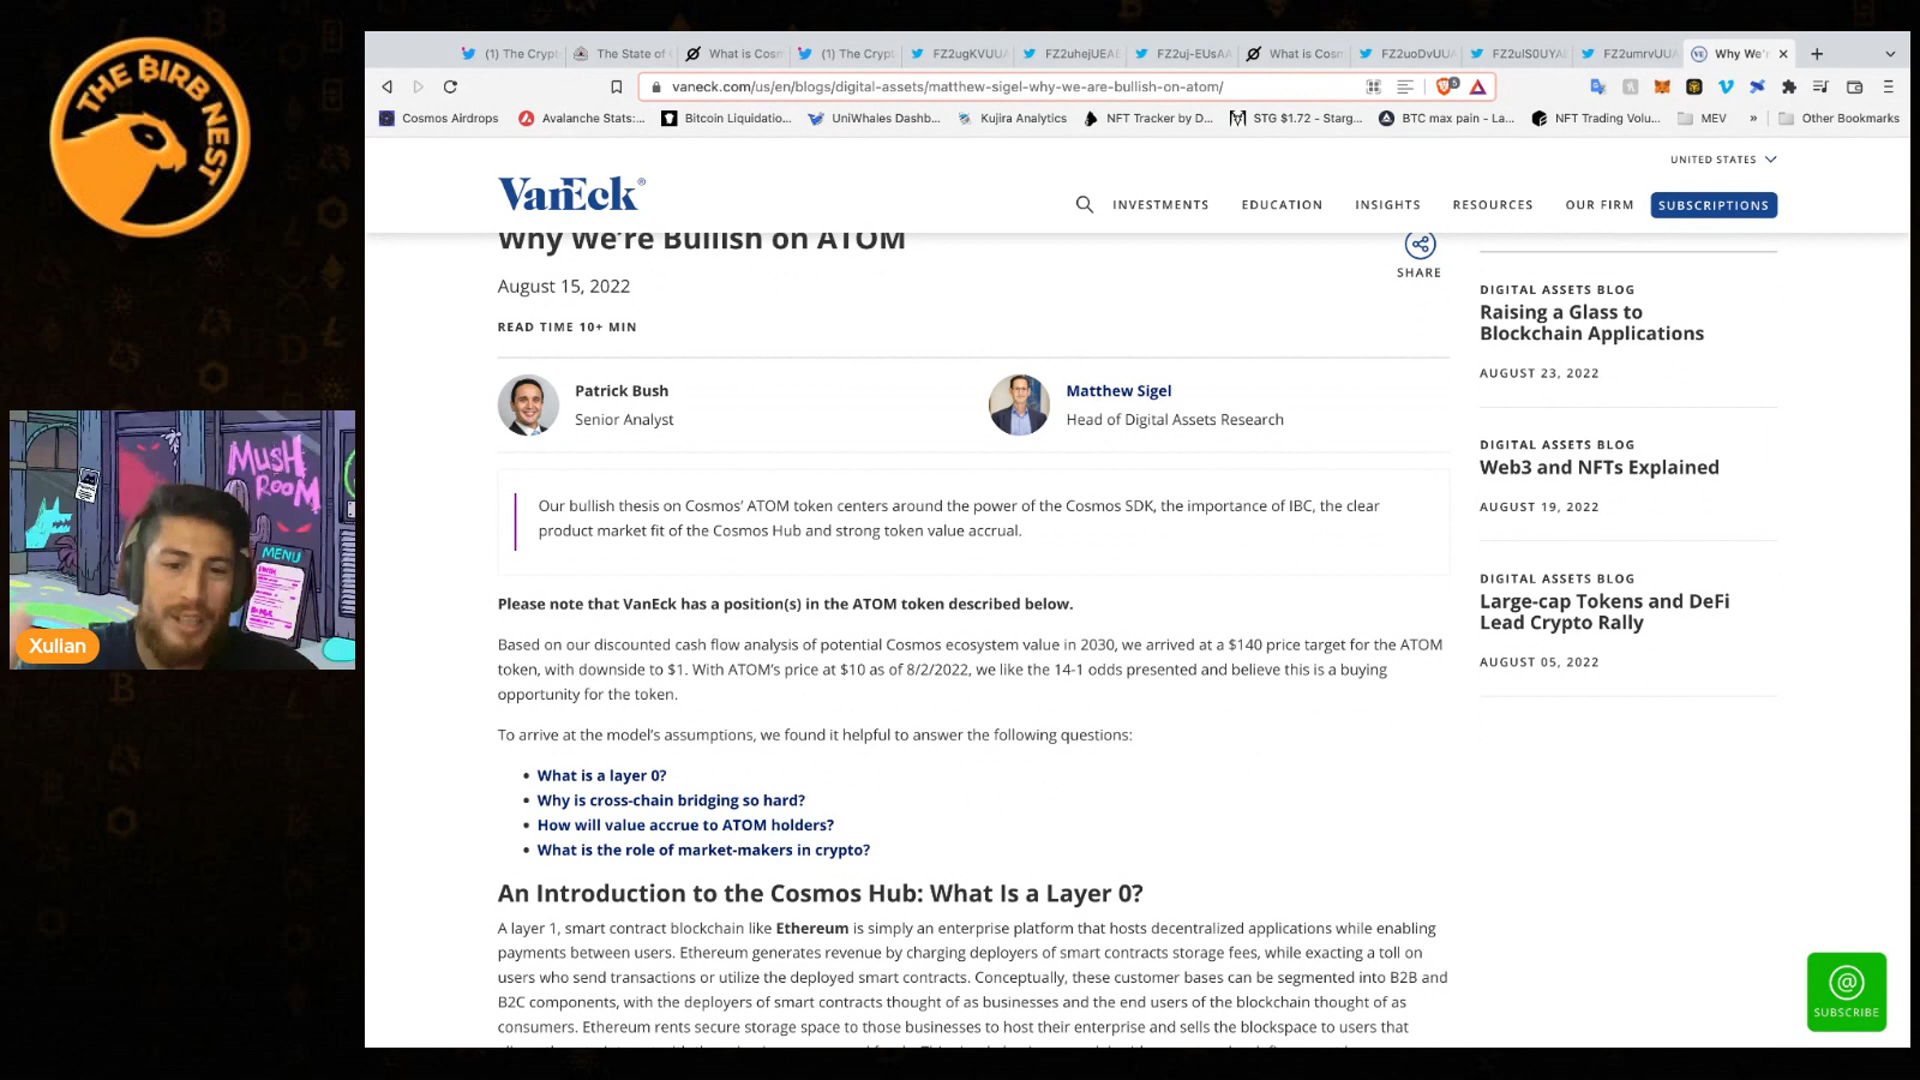 THE BIRB NEST
(1) The Crypt
The State of
What is Cosm
(1) The Crypt
FZ2ugKVUUA
FZ2uhejUEAE
FZ2uj-EUsAA
What is Cosm
FZ2uoDvUUA
FZ2ulS0UYAE
FZ2umrvUUA
Why We'r
vaneck.com/us/en/blogs/digital-assets/matthew-sigel-why-we-are-bullish-on-atom/
Cosmos Airdrops
Avalanche Stats:...
Bitcoin Liquidatio...
UniWhales Dashb...
Kujira Analytics
NFT Tracker by D...
STG $1.72 - Starg...
BTC max pain - La...
NFT Trading Volu...
MEV
»
Other Bookmarks
UNITED STATES
VanEck®
INVESTMENTS
EDUCATION
INSIGHTS
RESOURCES
OUR FIRM
SUBSCRIPTIONS
Why We're Bullish on ATOM
August 15, 2022
READ TIME 10+ MIN
SHARE
Patrick Bush
Senior Analyst
Matthew Sigel
Head of Digital Assets Research
Our bullish thesis on Cosmos' ATOM token centers around the power of the Cosmos SDK, the importance of IBC, the clear
product market fit of the Cosmos Hub and strong token value accrual.
Please note that VanEck has a position(s) in the ATOM token described below.
Based on our discounted cash flow analysis of potential Cosmos ecosystem value in 2030, we arrived at a $140 price target for the ATOM
token, with downside to $1. With ATOM's price at $10 as of 8/2/2022, we like the 14-1 odds presented and believe this is a buying
opportunity for the token.
To arrive at the model's assumptions, we found it helpful to answer the following questions:
• What is a layer 0?
• Why is cross-chain bridging so hard?
• How will value accrue to ATOM holders?
• What is the role of market-makers in crypto?
An Introduction to the Cosmos Hub: What Is a Layer 0?
A layer 1, smart contract blockchain like Ethereum is simply an enterprise platform that hosts decentralized applications while enabling
payments between users. Ethereum generates revenue by charging deployers of smart contracts storage fees, while exacting a toll on
users who send transactions or utilize the deployed smart contracts. Conceptually, these customer bases can be segmented into B2B and
B2C components, with the deployers of smart contracts thought of as businesses and the end users of the blockchain thought of as
consumers. Ethereum rents secure storage space to those businesses to host their enterprise and sells the blockspace to users that
DIGITAL ASSETS BLOG
Raising a Glass to
Blockchain Applications
AUGUST 23, 2022
DIGITAL ASSETS BLOG
Web3 and NFTs Explained
AUGUST 19, 2022
DIGITAL ASSETS BLOG
Large-cap Tokens and DeFi
Lead Crypto Rally
AUGUST 05, 2022
@
SUBSCRIBE
MUSH
ROOM
MENU
Xulian